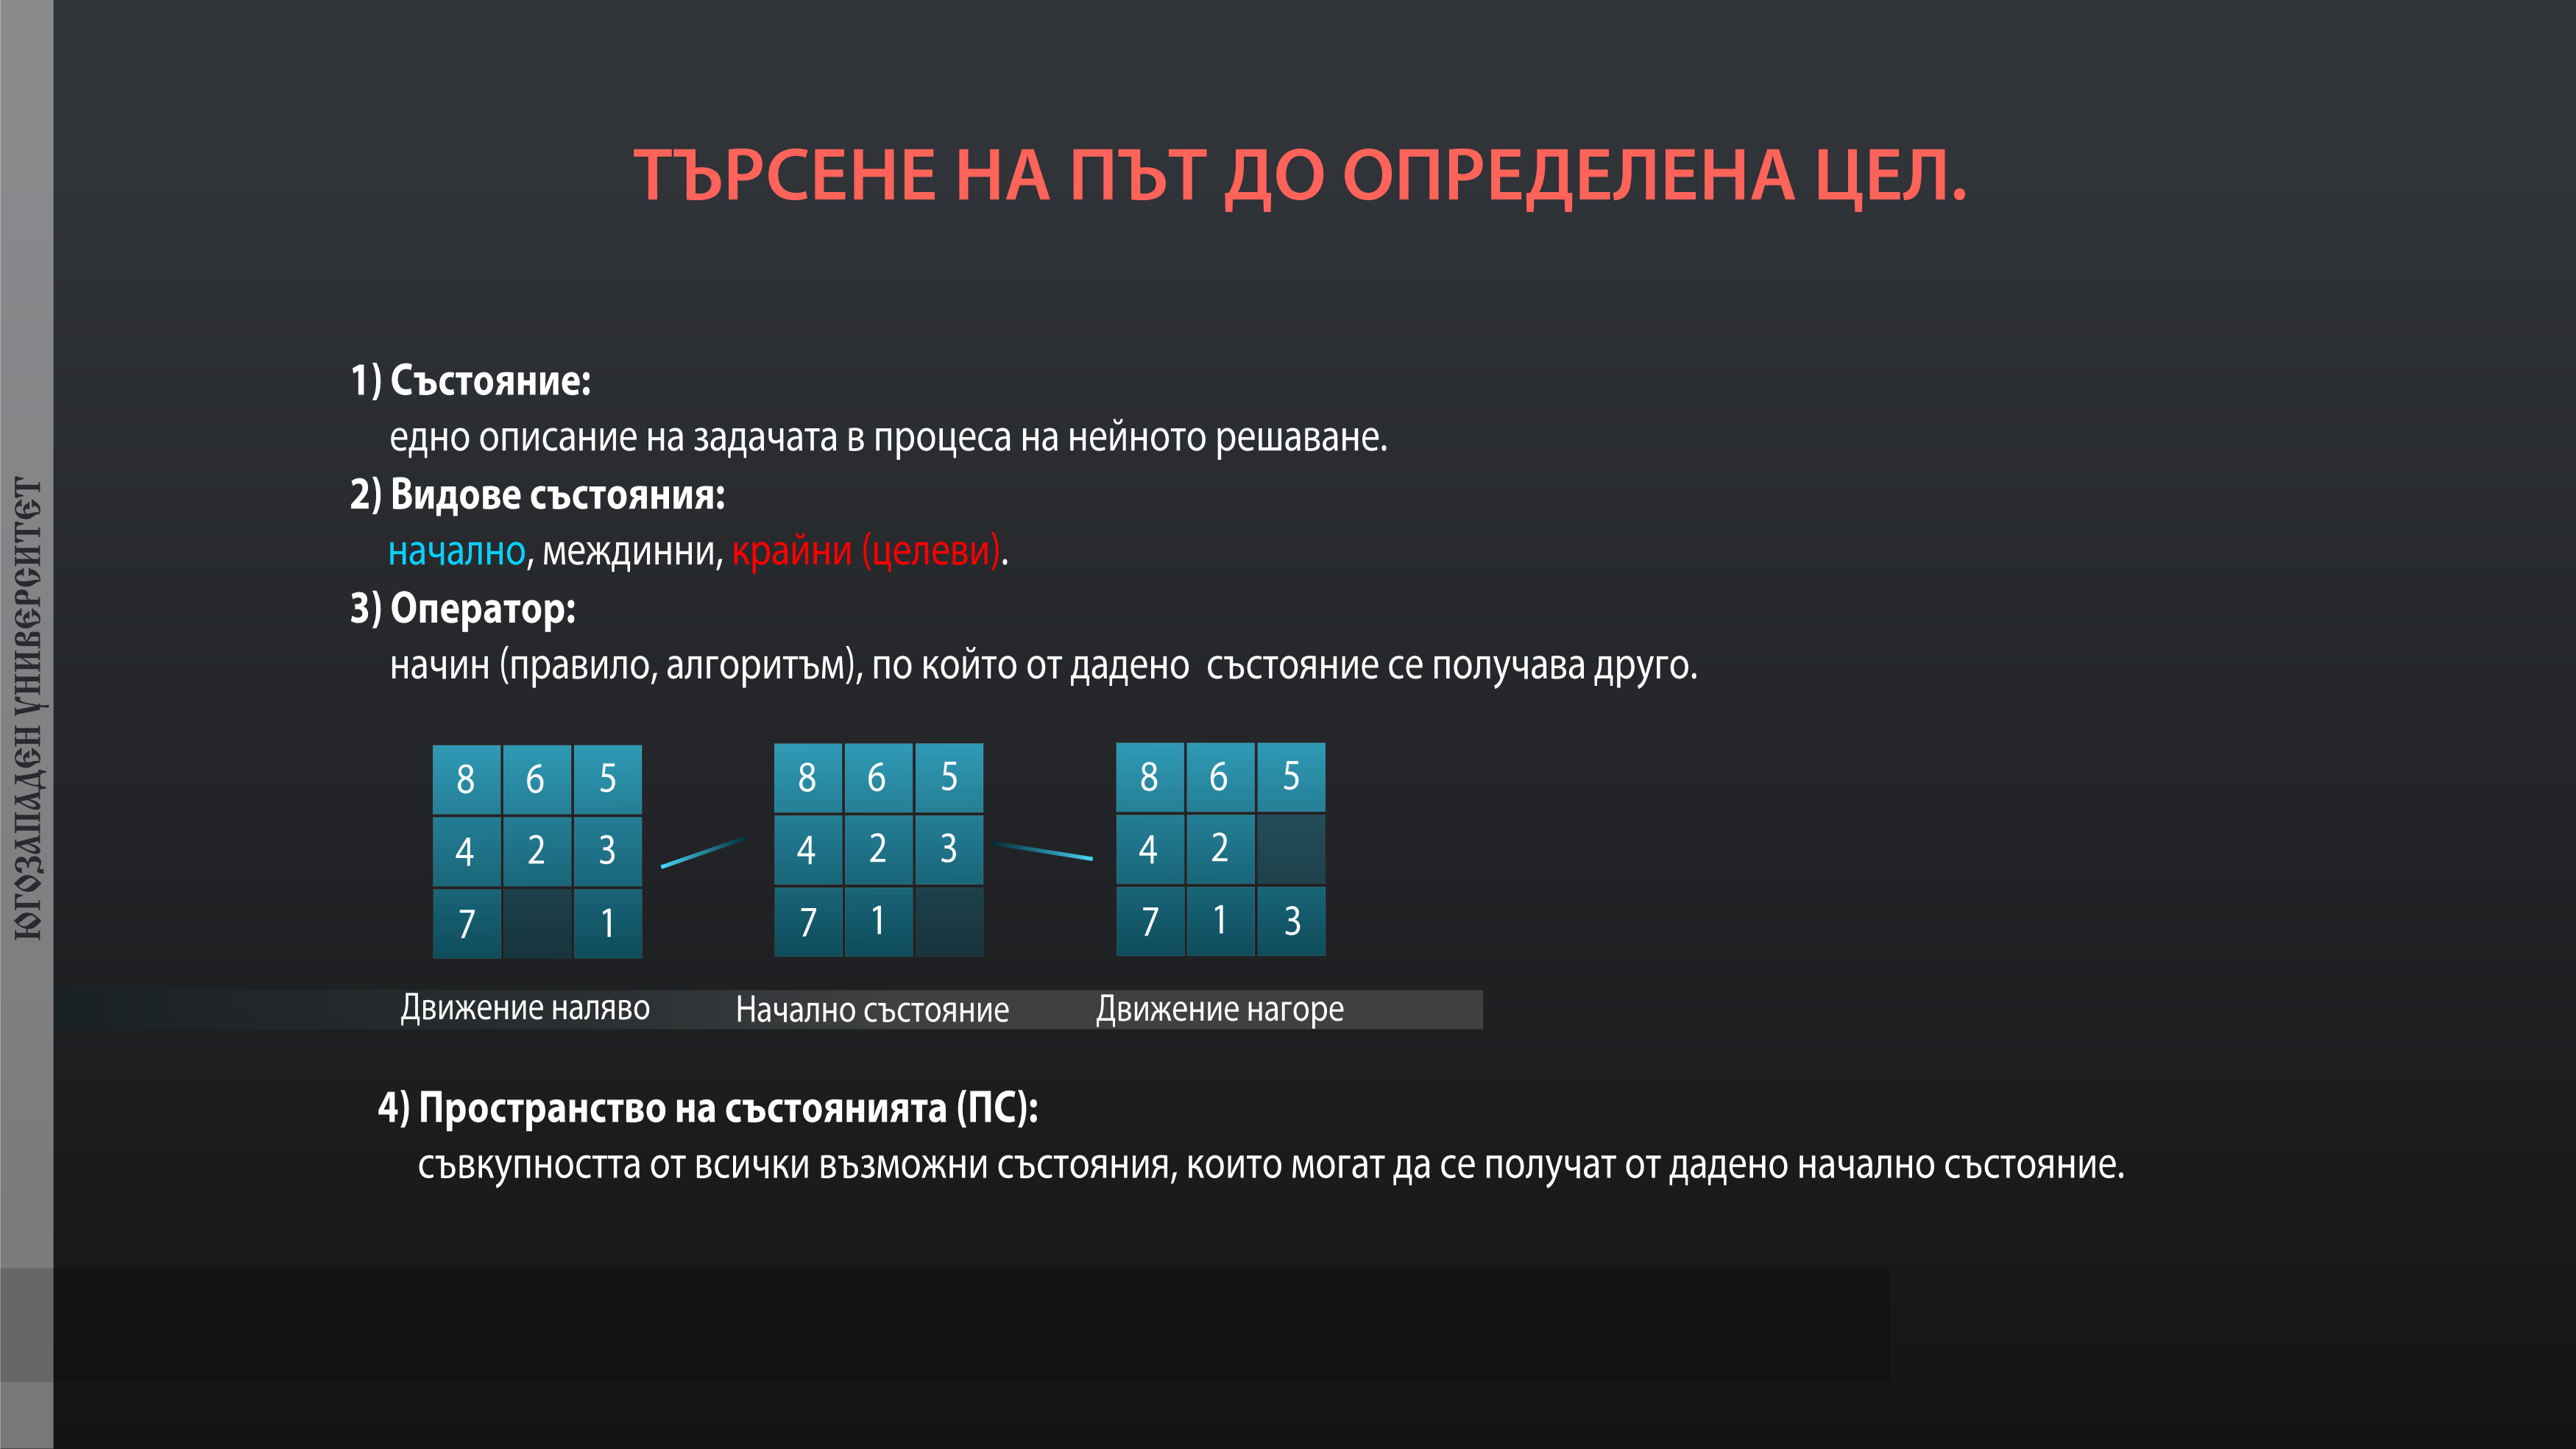 ЮГОЗАПАДЕН УНИВЕРСИТЕТ
ТЪРСЕНЕ НА ПЪТ ДО ОПРЕДЕЛЕНА ЦЕЛ.
1) Състояние:
едно описание на задачата в процеса на нейното решаване.
2) Видове състояния:
начално, междинни, крайни (целеви).
3) Оператор:
начин (правило, алгоритъм), по който от дадено  състояние се получава друго.
8 6 5
4 2 3
7 1
8 6 5
4 2 3
7 1
8 6 5
4 2
7 1 3
Движение наляво
Начално състояние
Движение нагоре
4) Пространство на състоянията (ПС):
съвкупността от всички възможни състояния, които могат да се получат от дадено начално състояние.